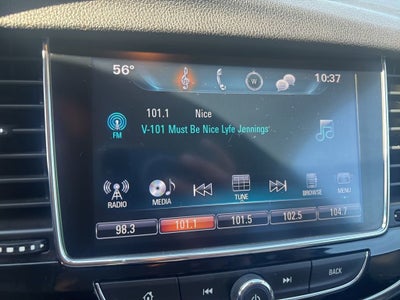 56° W 10:37
101.1 Nice
V-101 Must Be Nice Lyfe Jennings
FM
RADIO MEDIA TUNE BROWSE MENU
98.3 101.1 101.5 102.5 104.7